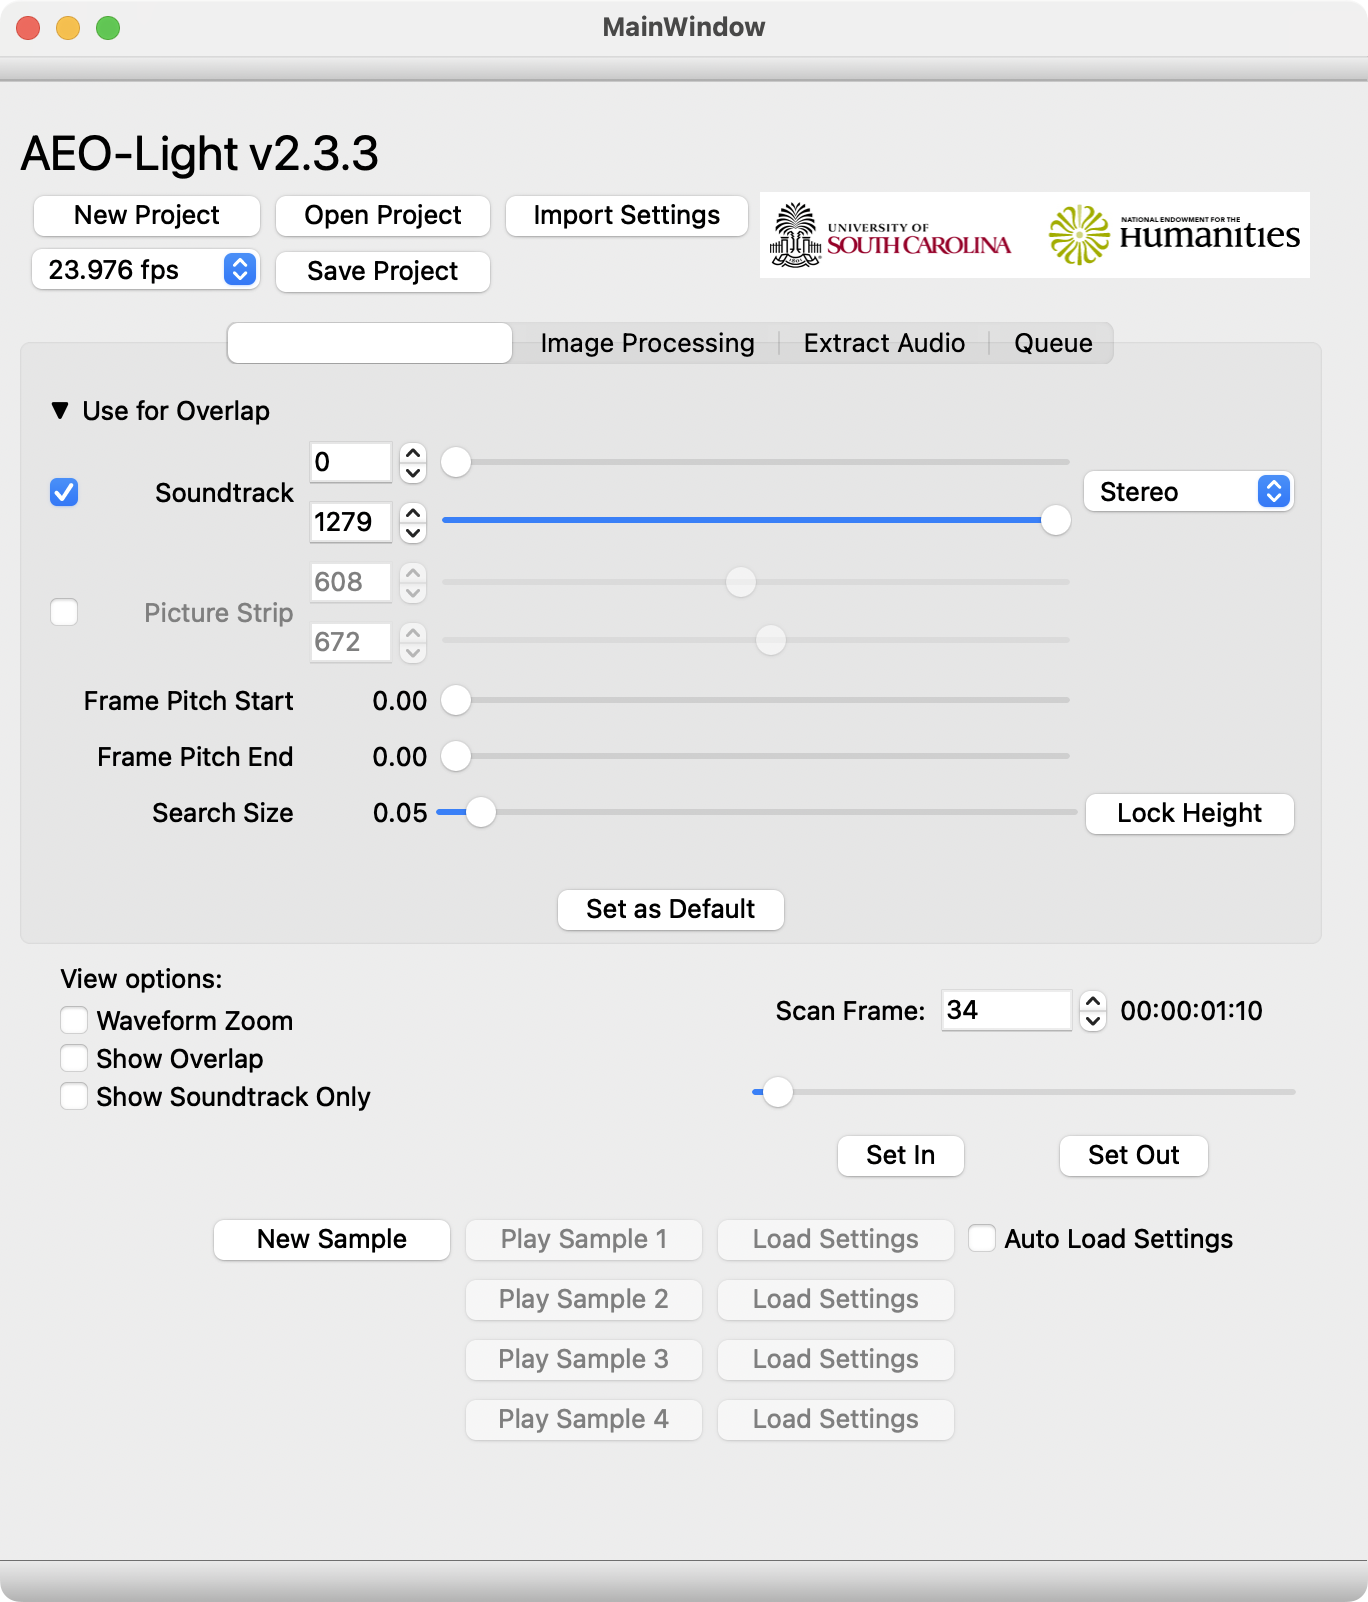 MainWindow
AEO-Light v2.3.3
New Project Open Project Import Settings
UNIVERSITY OF
SOUTH CAROLINA
NATIONAL ENDOWMENT FOR THE
Humanities
23.976 fps Save Project
Image Processing Extract Audio Queue
▼ Use for Overlap
0
Soundtrack Stereo
1279
608
Picture Strip
672
Frame Pitch Start 0.00
Frame Pitch End 0.00
Search Size 0.05 Lock Height
Set as Default
View options:
Waveform Zoom
Show Overlap
Show Soundtrack Only
Scan Frame: 34 00:00:01:10
Set In Set Out
New Sample Play Sample 1 Load Settings Auto Load Settings
Play Sample 2 Load Settings
Play Sample 3 Load Settings
Play Sample 4 Load Settings